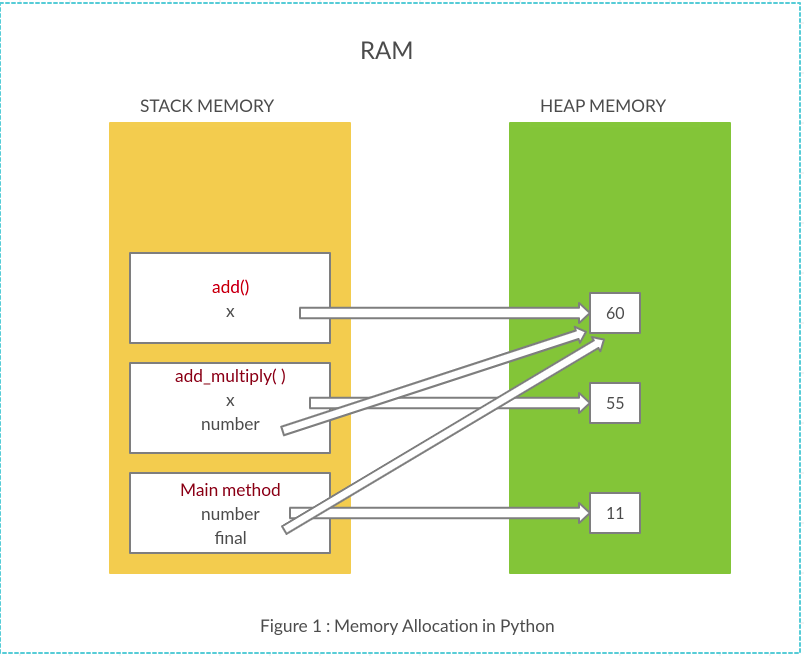 RAM
STACK MEMORY
HEAP MEMORY
add()
x
60
add_multiply( )
x
number
55
Main method
number
final
11
Figure 1 : Memory Allocation in Python